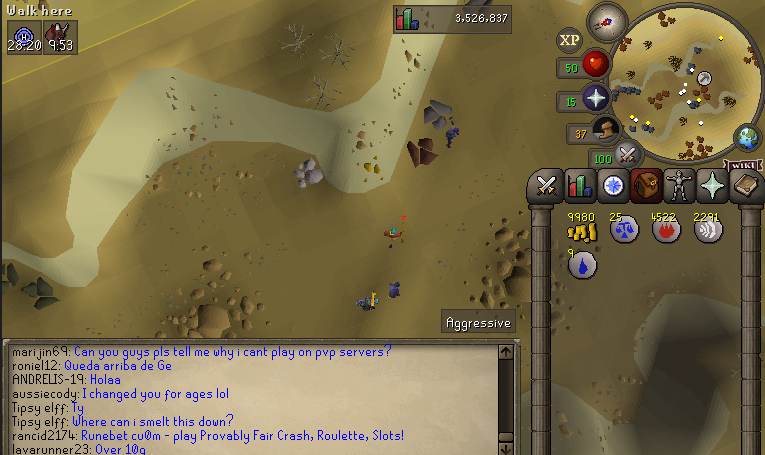 Walk here
28:20
9:53
3,526,837
XP
50
15
37
100
WIKI
9980
25
4522
2291
9
Aggressive
marijin69: Can you guys pls tell me why i cant play on pvp servers?
roniel12: Queda arriba de Ge
ANDRELIS-19: Holaa
aussiecody: I changed you for ages lol
Tipsy elff: Ty
Tipsy elff: Where can i smelt this down?
rancid2174: Runebet cu0m - play Provably Fair Crash, Roulette, Slots!
lavarunner23: Over 10g